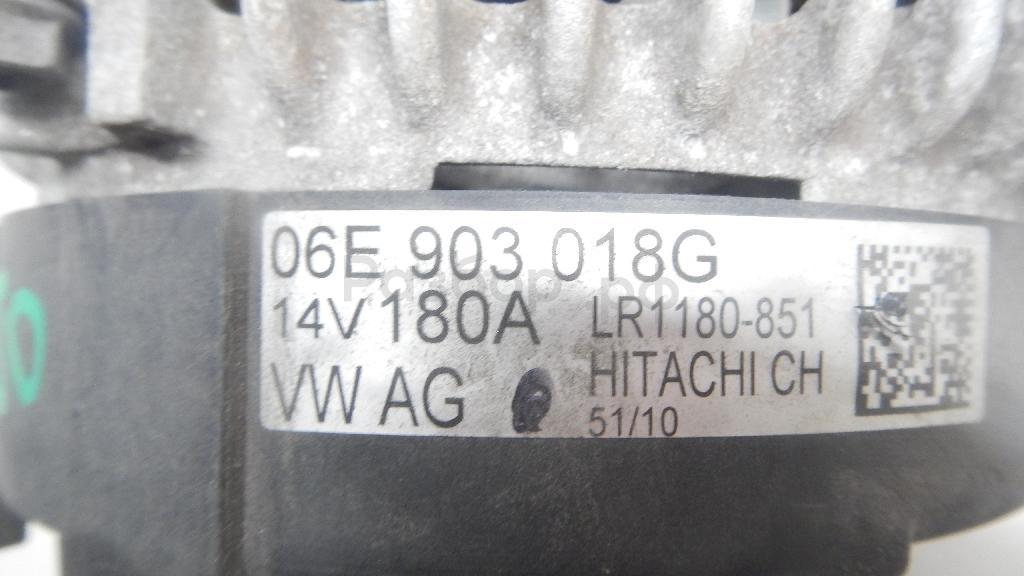 06E 903 018G
14V 180A LR1180-851
VW AG HITACHI CH
51/10